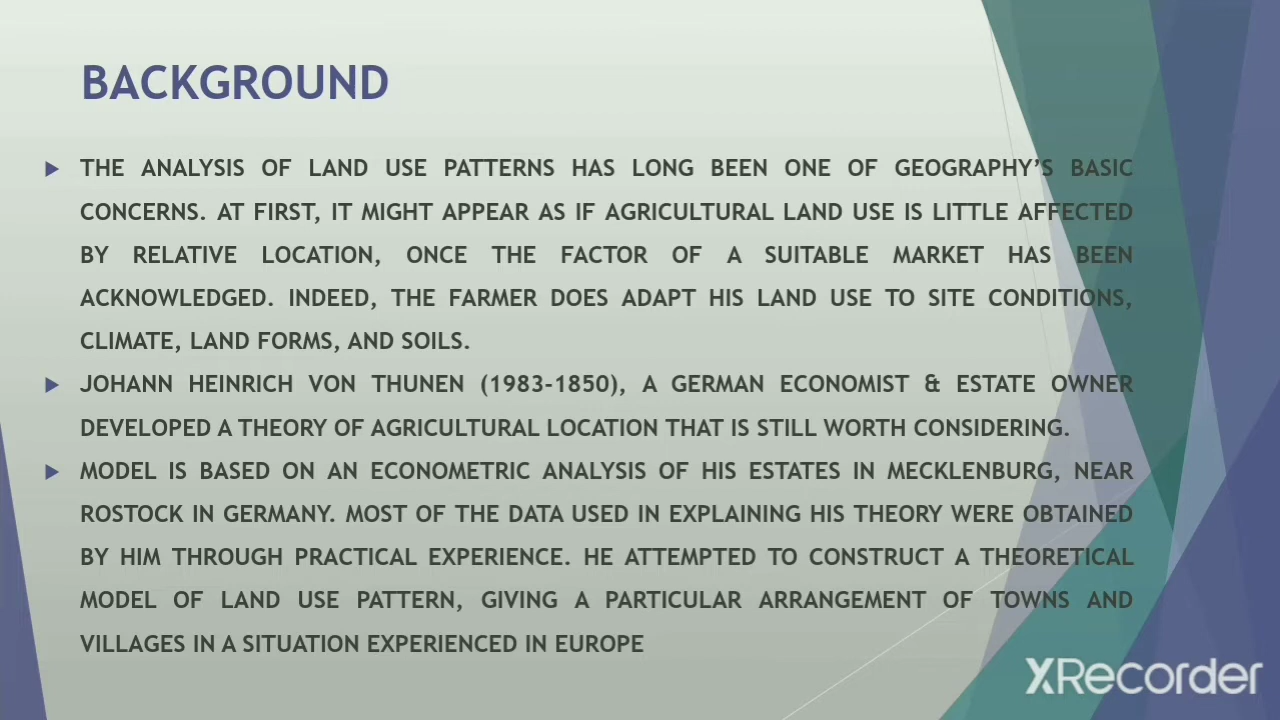 BACKGROUND
THE ANALYSIS OF LAND USE PATTERNS HAS LONG BEEN ONE OF GEOGRAPHY’S BASIC
CONCERNS. AT FIRST, IT MIGHT APPEAR AS IF AGRICULTURAL LAND USE IS LITTLE AFFECTED
BY RELATIVE LOCATION, ONCE THE FACTOR OF A SUITABLE MARKET HAS BEEN
ACKNOWLEDGED. INDEED, THE FARMER DOES ADAPT HIS LAND USE TO SITE CONDITIONS,
CLIMATE, LAND FORMS, AND SOILS.
JOHANN HEINRICH VON THUNEN (1983-1850), A GERMAN ECONOMIST & ESTATE OWNER
DEVELOPED A THEORY OF AGRICULTURAL LOCATION THAT IS STILL WORTH CONSIDERING.
MODEL IS BASED ON AN ECONOMETRIC ANALYSIS OF HIS ESTATES IN MECKLENBURG, NEAR
ROSTOCK IN GERMANY. MOST OF THE DATA USED IN EXPLAINING HIS THEORY WERE OBTAINED
BY HIM THROUGH PRACTICAL EXPERIENCE. HE ATTEMPTED TO CONSTRUCT A THEORETICAL
MODEL OF LAND USE PATTERN, GIVING A PARTICULAR ARRANGEMENT OF TOWNS AND
VILLAGES IN A SITUATION EXPERIENCED IN EUROPE
XRecorder